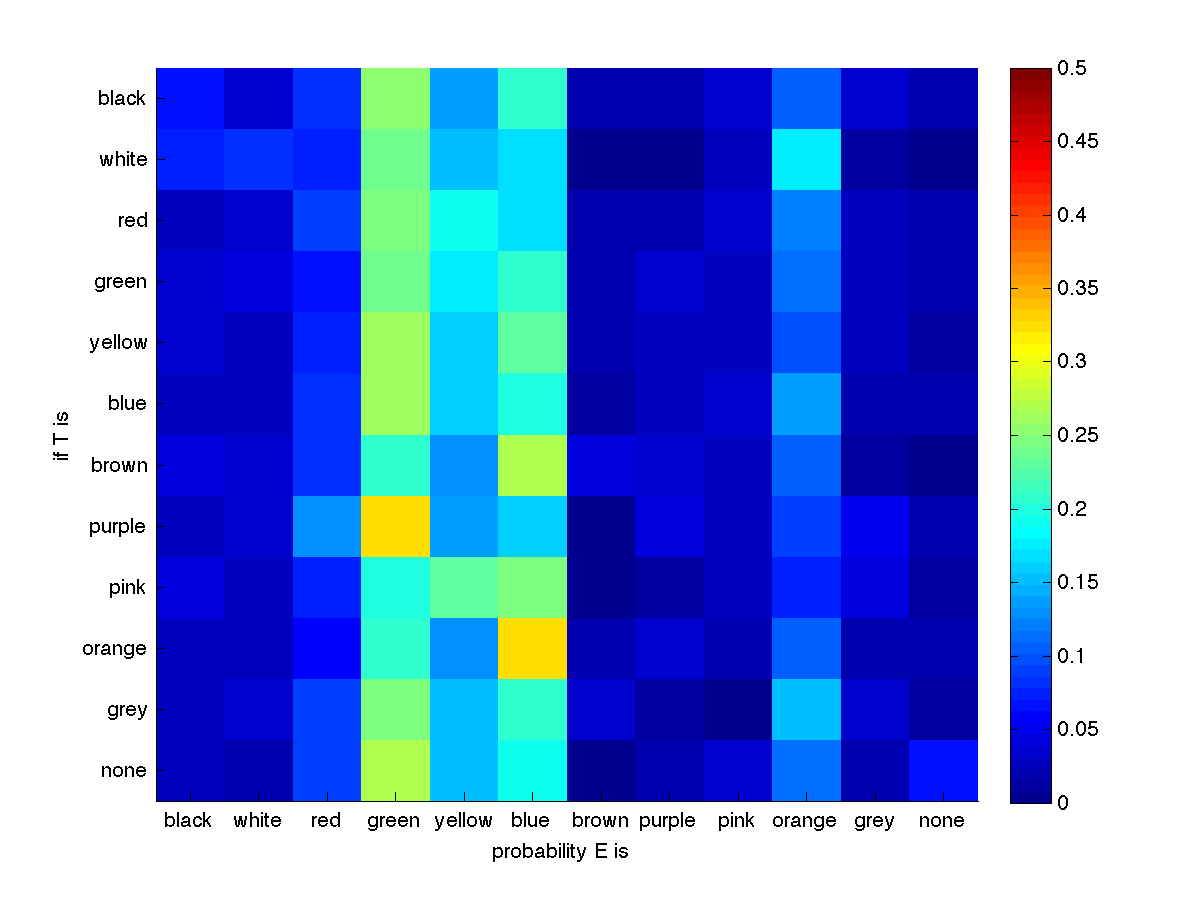 0.5
black
0.45
white
0.4
red
0.35
green
0.3
yellow
0.25
blue
if T is
0.2
brown
purple
0.15
pink
0.1
orange
0.05
grey
none
0
black white red green yellow blue brown purple pink orange grey none
probability E is